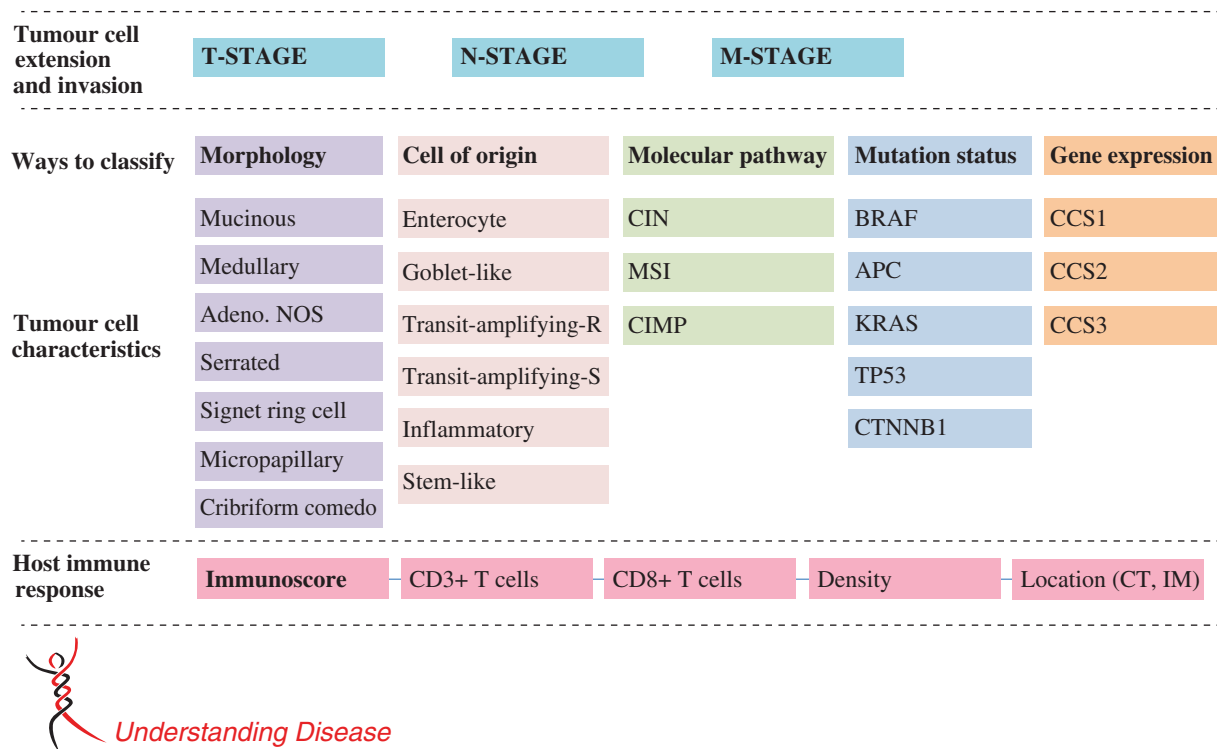 Tumour cell
extension
and invasion
T-STAGE
N-STAGE
M-STAGE
Ways to classify
Morphology
Cell of origin
Molecular pathway
Mutation status
Gene expression
Tumour cell
characteristics
Mucinous
Medullary
Adeno. NOS
Serrated
Signet ring cell
Micropapillary
Cribriform comedo
Enterocyte
Goblet-like
Transit-amplifying-R
Transit-amplifying-S
Inflammatory
Stem-like
CIN
MSI
CIMP
BRAF
APC
KRAS
TP53
CTNNB1
CCS1
CCS2
CCS3
Host immune
response
Immunoscore
CD3+ T cells
CD8+ T cells
Density
Location (CT, IM)
Understanding Disease